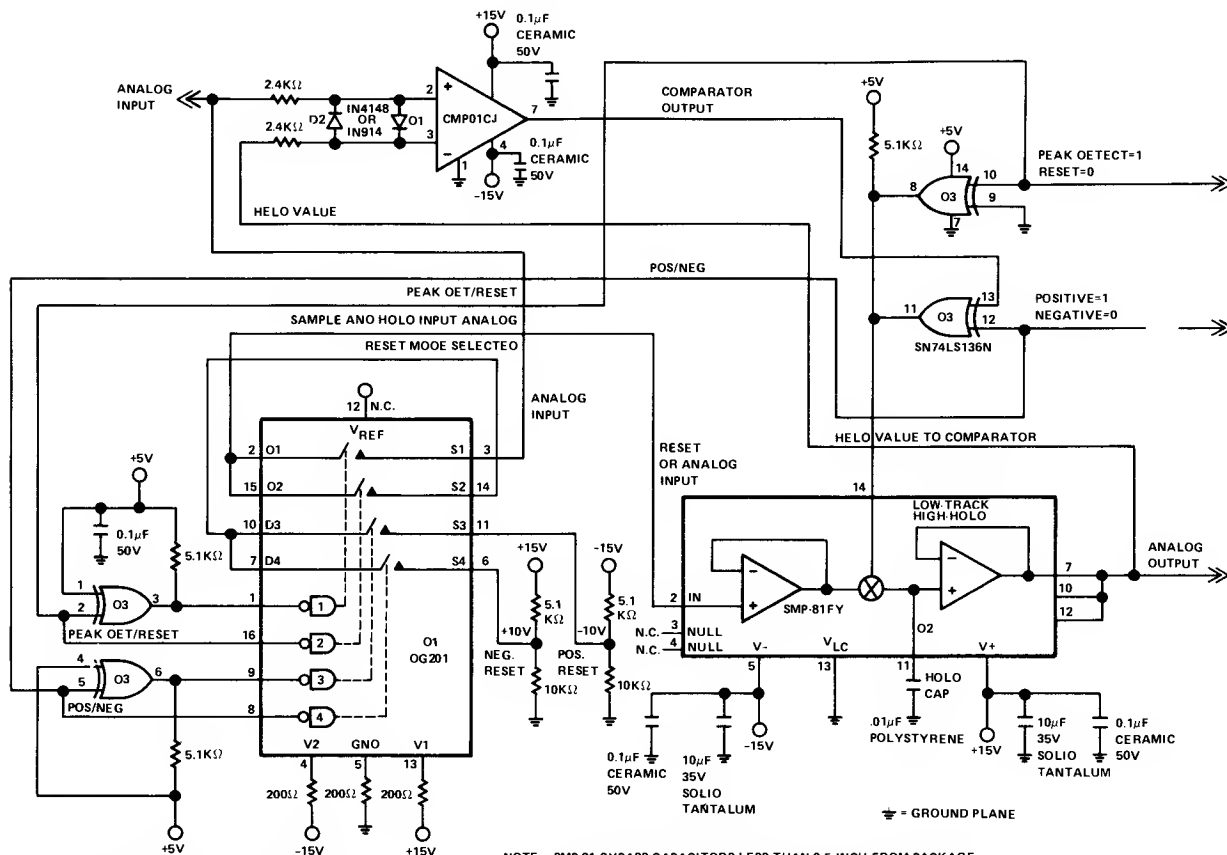 +15V
0.1μF
CERAMIC
50V
ANALOG
INPUT
2.4KΩ
2.4KΩ
D2
IN4148
OR
IN914
O1
2
3
+
−
CMP01CJ
7
1
4
0.1μF
CERAMIC
50V
−15V
COMPARATOR
OUTPUT
+5V
5.1KΩ
+5V
14
8
O3
10
9
7
PEAK OETECT=1
RESET=0
HELO VALUE
POS/NEG
PEAK OET/RESET
11
O3
13
12
SN74LS136N
POSITIVE=1
NEGATIVE=0
SAMPLE ANO HOLO INPUT ANALOG
RESET MOOE SELECTEO
ANALOG
INPUT
12
N.C.
VREF
2
O1
S1
3
15
O2
S2
14
10
D3
S3
11
7
D4
S4
6
+5V
0.1μF
50V
5.1KΩ
1
2
O3
3
PEAK OET/RESET
4
5
O3
6
POS/NEG
5.1KΩ
+5V
1
1
16
2
9
3
8
4
O1
OG201
V2
GNO
V1
4
5
13
200Ω
200Ω
200Ω
−15V
+15V
+15V
−15V
5.1
KΩ
5.1
KΩ
+10V
−10V
NEG.
RESET
POS.
RESET
10KΩ
10KΩ
HELO VALUE TO COMPARATOR
RESET
OR ANALOG
INPUT
14
LOW-TRACK
HIGH-HOLO
ANALOG
OUTPUT
2
IN
−
+
SMP-81FY
−
+
7
10
12
N.C.
3
NULL
N.C.
4
NULL
V-
VLC
O2
V+
5
13
11
HOLO
CAP
.01μF
POLYSTYRENE
−15V
0.1μF
CERAMIC
50V
10μF
35V
SOLIO
TANTALUM
+15V
10μF
35V
SOLIO
TANTALUM
0.1μF
CERAMIC
50V
= GROUND PLANE